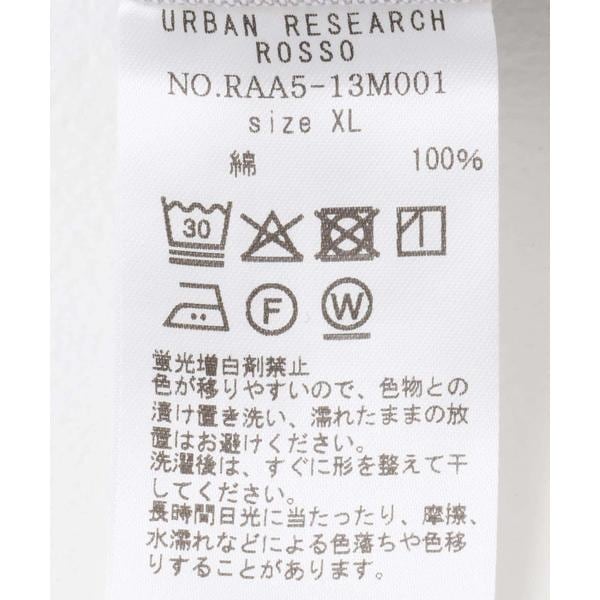 URBAN RESEARCH
ROSSO
NO.RAA5-13M001
size XL
綿 100%
30
F W
蛍光増白剤禁止
色が移りやすいので、色物との
漬け置き洗い、濡れたままの放
置はお避けください。
洗濯後は、すぐに形を整えて干
してください。
長時間日光に当たったり、摩擦、
水濡れなどによる色落ちや色移
りすることがあります。